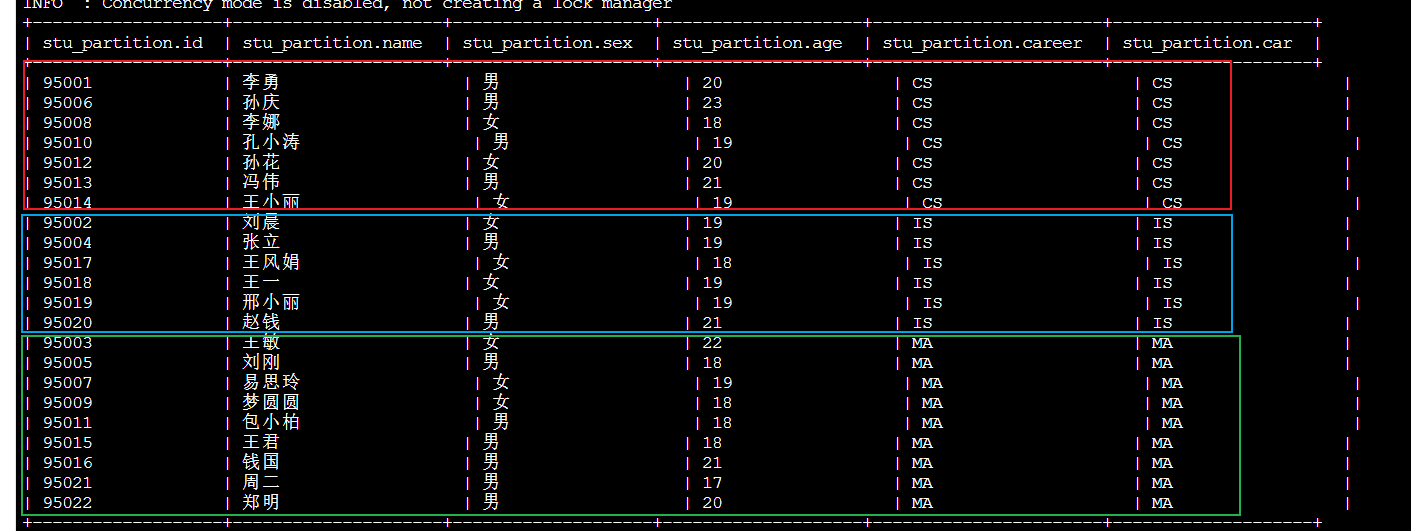 INFO  : Concurrency mode is disabled, not creating a lock manager
| stu_partition.id | stu_partition.name | stu_partition.sex | stu_partition.age | stu_partition.career | stu_partition.car |
| 95001 | 李勇 | 男 | 20 | CS | CS |
| 95006 | 孙庆 | 男 | 23 | CS | CS |
| 95008 | 李娜 | 女 | 18 | CS | CS |
| 95010 | 孔小涛 | 男 | 19 | CS | CS |
| 95012 | 孙花 | 女 | 20 | CS | CS |
| 95013 | 冯伟 | 男 | 21 | CS | CS |
| 95014 | 王小丽 | 女 | 19 | CS | CS |
| 95002 | 刘晨 | 女 | 19 | IS | IS |
| 95004 | 张立 | 男 | 19 | IS | IS |
| 95017 | 王风娟 | 女 | 18 | IS | IS |
| 95018 | 王一 | 女 | 19 | IS | IS |
| 95019 | 邢小丽 | 女 | 19 | IS | IS |
| 95020 | 赵钱 | 男 | 21 | IS | IS |
| 95003 | 王敏 | 女 | 22 | MA | MA |
| 95005 | 刘刚 | 男 | 18 | MA | MA |
| 95007 | 易思玲 | 女 | 19 | MA | MA |
| 95009 | 梦圆圆 | 女 | 18 | MA | MA |
| 95011 | 包小柏 | 男 | 18 | MA | MA |
| 95015 | 王君 | 男 | 18 | MA | MA |
| 95016 | 钱国 | 男 | 21 | MA | MA |
| 95021 | 周二 | 男 | 17 | MA | MA |
| 95022 | 郑明 | 男 | 20 | MA | MA |